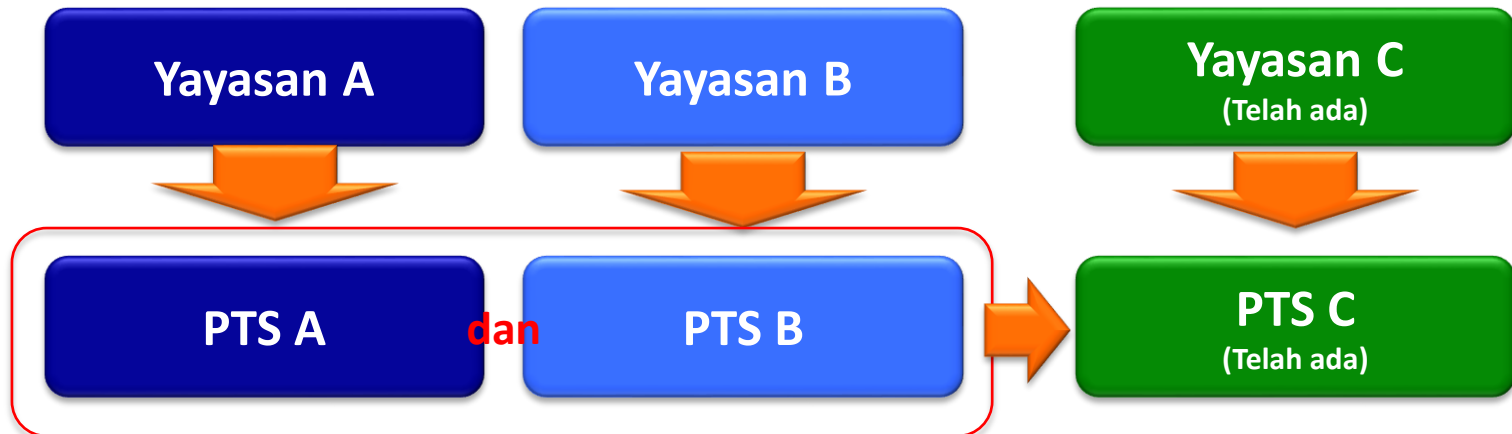 Yayasan A
Yayasan B
Yayasan C
(Telah ada)
PTS A
dan
PTS B
PTS C
(Telah ada)